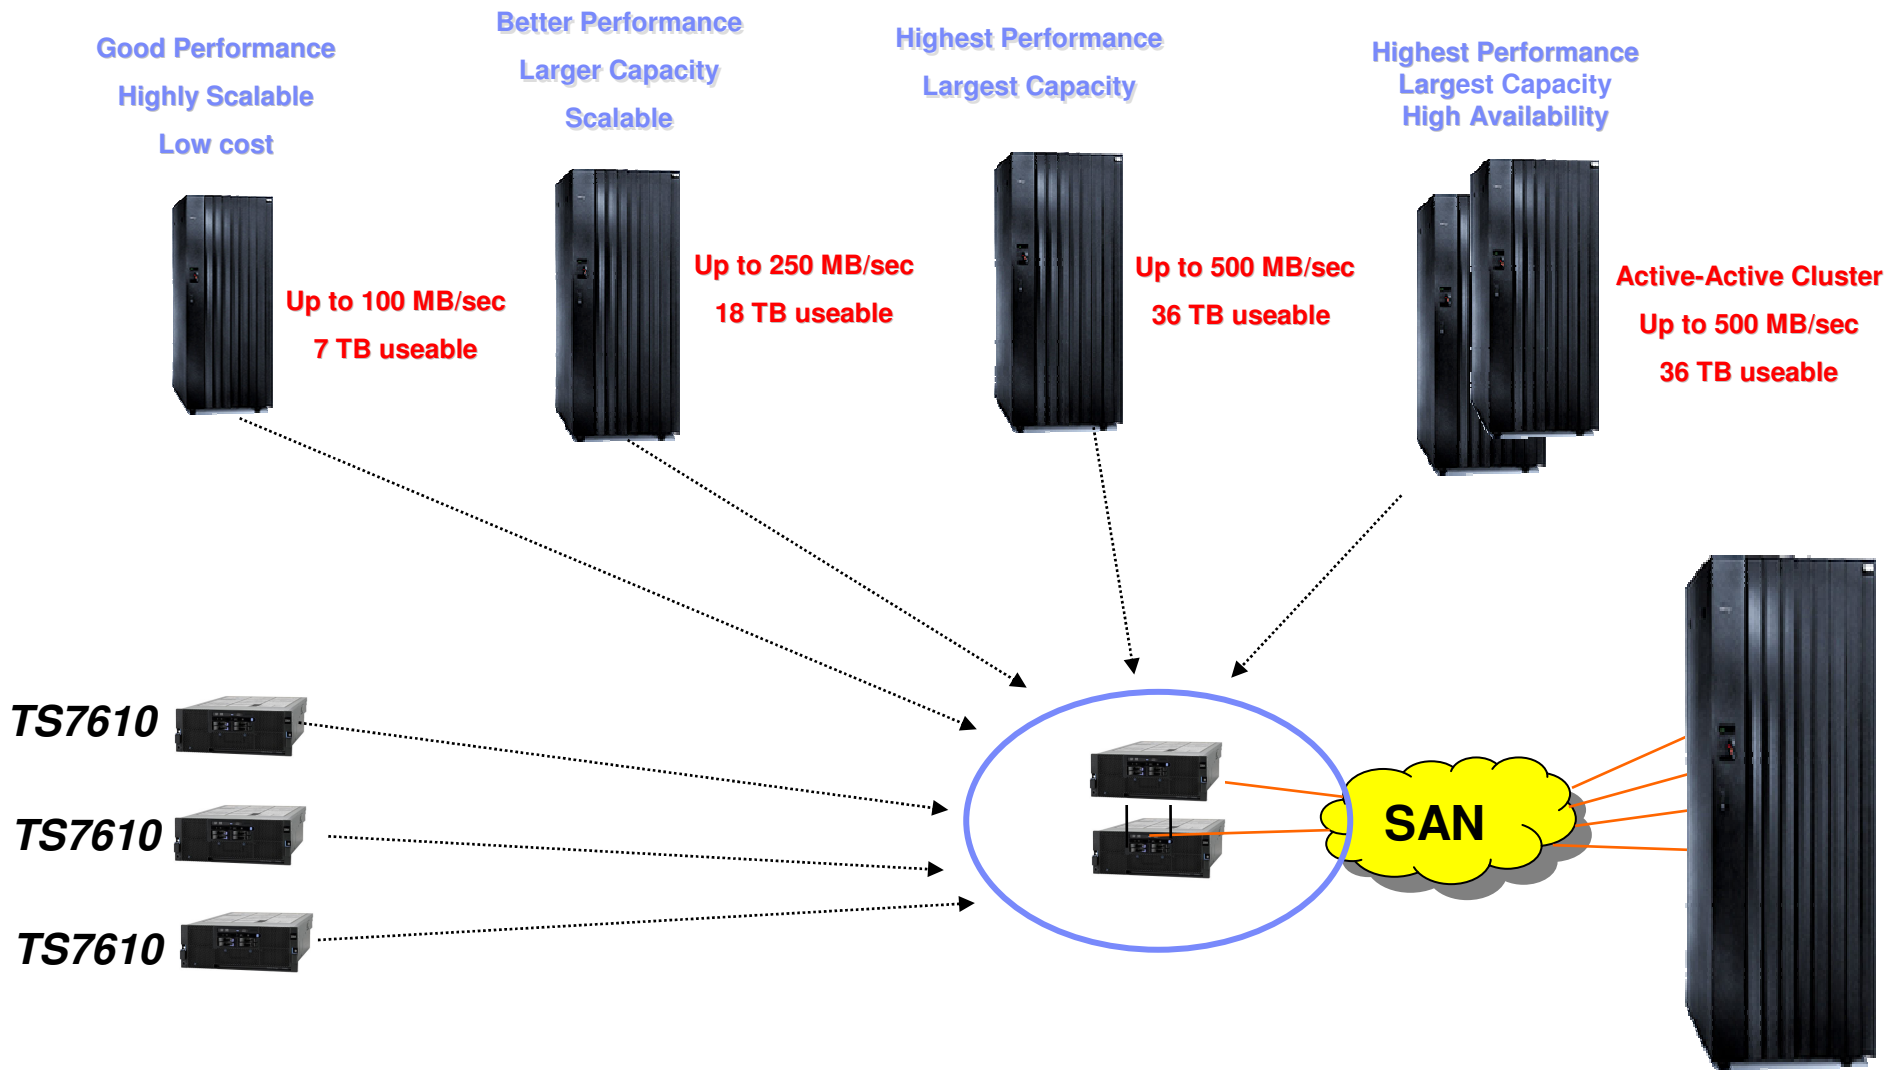 Good Performance
Highly Scalable
Low cost
Better Performance
Larger Capacity
Scalable
Highest Performance
Largest Capacity
Highest Performance
Largest Capacity
High Availability
Up to 100 MB/sec
7 TB useable
Up to 250 MB/sec
18 TB useable
Up to 500 MB/sec
36 TB useable
Active-Active Cluster
Up to 500 MB/sec
36 TB useable
TS7610
TS7610
TS7610
SAN